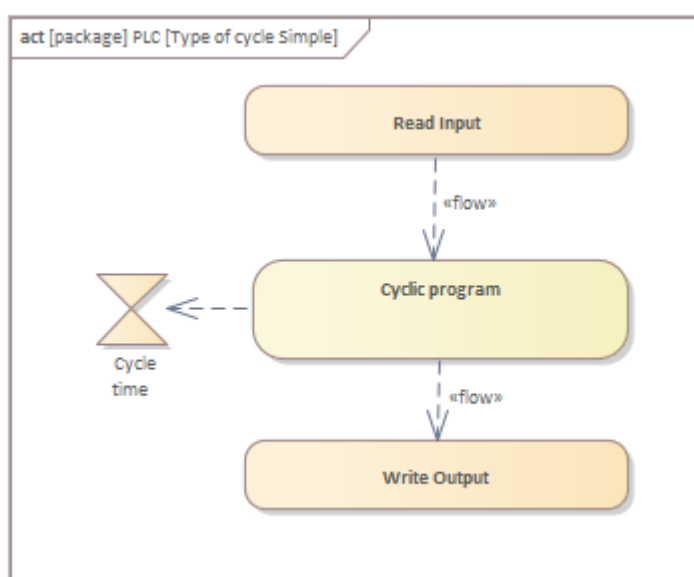 act [package] PLC [Type of cycle Simple]
Read Input
«flow»
Cyclic program
Cycle
time
«flow»
Write Output